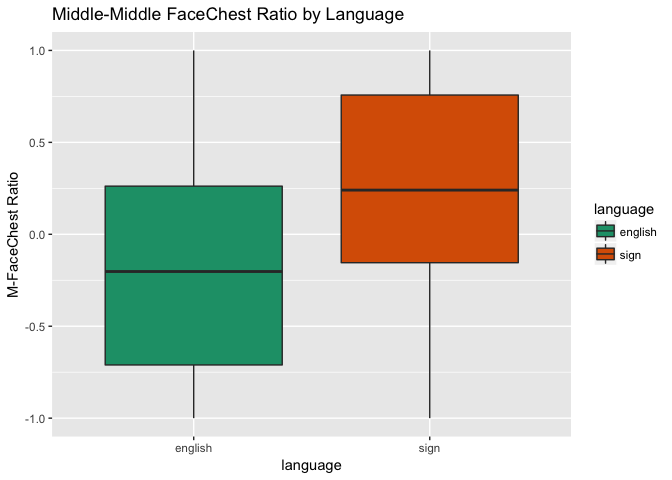 Middle-Middle FaceChest Ratio by Language
M-FaceChest Ratio
1.0
0.5
0.0
-0.5
-1.0
english
sign
language
language
english
sign